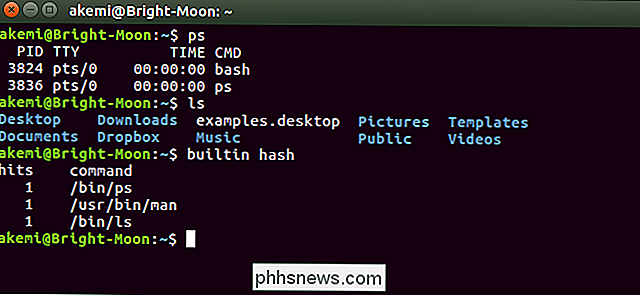 akemi@Bright-Moon: ~
akemi@Bright-Moon:~$ ps
PID TTY TIME CMD
3824 pts/0 00:00:00 bash
3836 pts/0 00:00:00 ps
akemi@Bright-Moon:~$ ls
Desktop Downloads examples.desktop Pictures Templates
Documents Dropbox Music Public Videos
akemi@Bright-Moon:~$ builtin hash
hits command
1 /bin/ps
1 /usr/bin/man
1 /bin/ls
akemi@Bright-Moon:~$
phhsnews.com